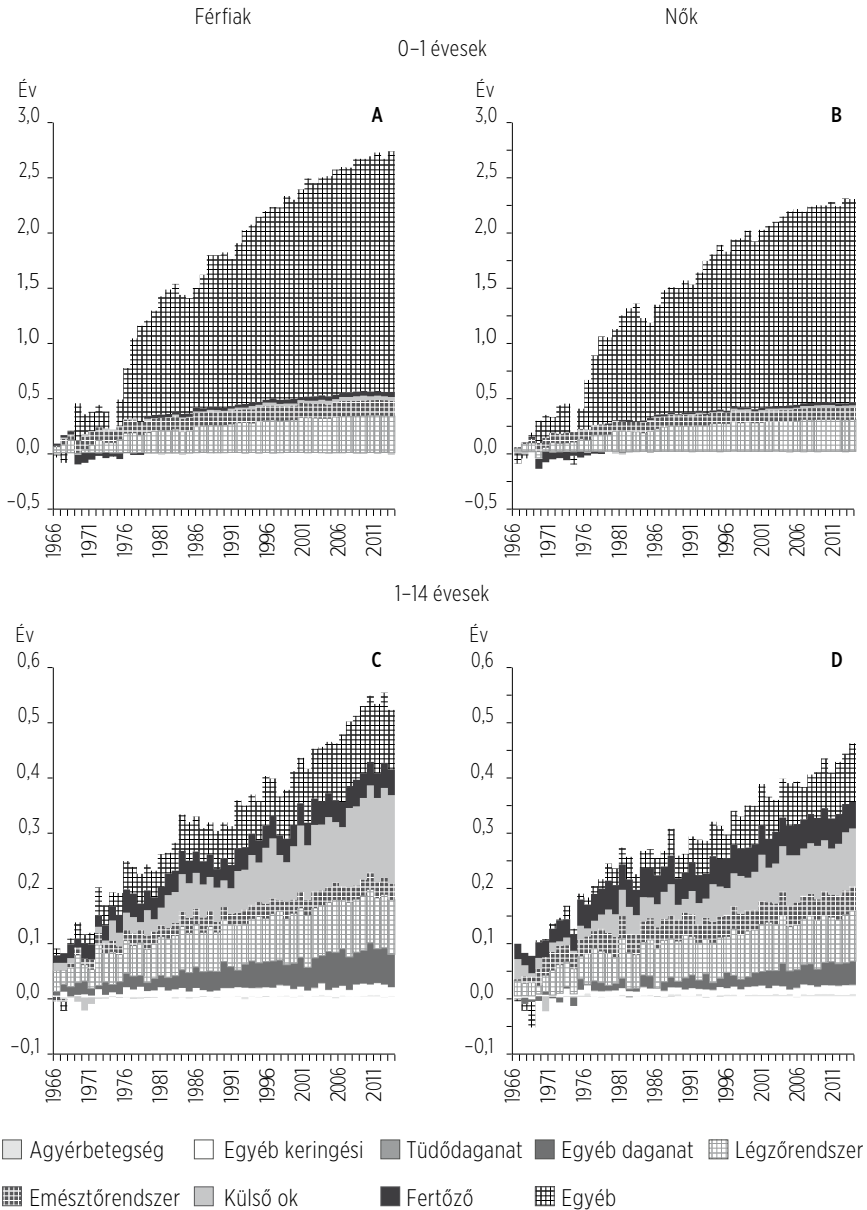 Férfiak Nők
0–1 évesek
Év Év
A B
3,0 3,0
2,5 2,5
2,0 2,0
1,5 1,5
1,0 1,0
0,5 0,5
0,0 0,0
–0,5 –0,5
1966 1971 1976 1981 1986 1991 1996 2001 2006 2011 1966 1971 1976 1981 1986 1991 1996 2001 2006 2011
1–14 évesek
Év Év
C D
0,6 0,6
0,5 0,5
0,4 0,4
0,3 0,3
0,2 0,2
0,1 0,1
0,0 0,0
–0,1 –0,1
1966 1971 1976 1981 1986 1991 1996 2001 2006 2011 1966 1971 1976 1981 1986 1991 1996 2001 2006 2011
Agyérbetegség Egyéb keringési Tüdődaganat Egyéb daganat Légzőrendszer
Emésztőrendszer Külső ok Fertőző Egyéb